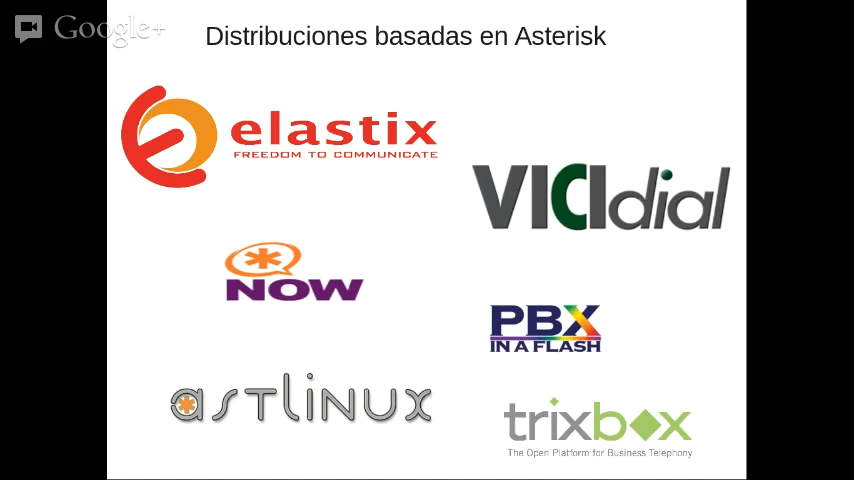 Google+
Distribuciones basadas en Asterisk
elastix
FREEDOM TO COMMUNICATE
VICIdial
NOW
PBX
IN A FLASH
astlinux
trixbox
The Open Platform for Business Telephony